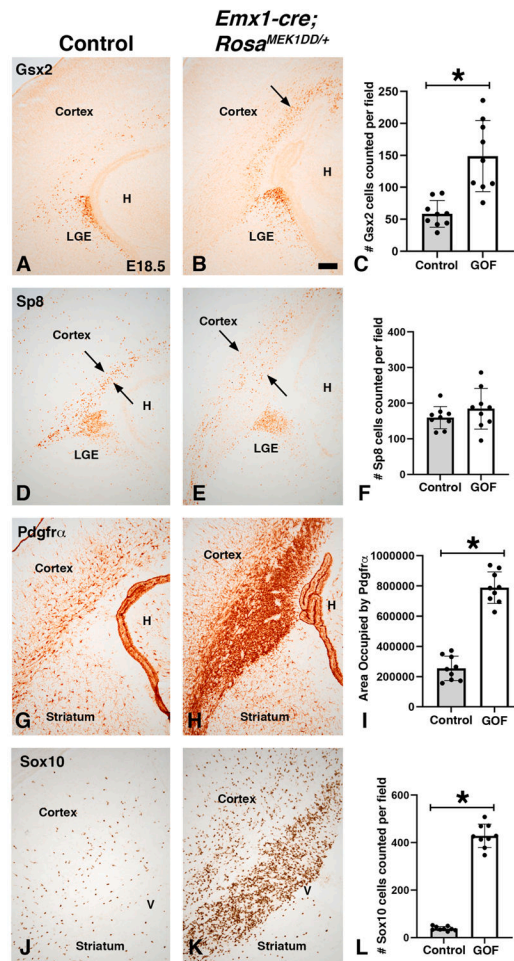 Control
Emx1-cre;
Rosa^MEK1DD/+
Gsx2
Cortex
H
LGE
A
E18.5
Cortex
H
LGE
B
# Gsx2 cells counted per field
250
200
150
100
50
0
*
Control
GOF
C
Sp8
Cortex
H
LGE
D
Cortex
H
LGE
E
# Sp8 cells counted per field
400
300
200
100
0
Control
GOF
F
Pdgfrα
Cortex
H
Striatum
G
Cortex
H
Striatum
H
Area Occupied by Pdgfrα
1000000
800000
600000
400000
200000
0
*
Control
GOF
I
Sox10
Cortex
V
Striatum
J
Cortex
V
Striatum
K
# Sox10 cells counted per field
600
400
200
0
*
Control
GOF
L